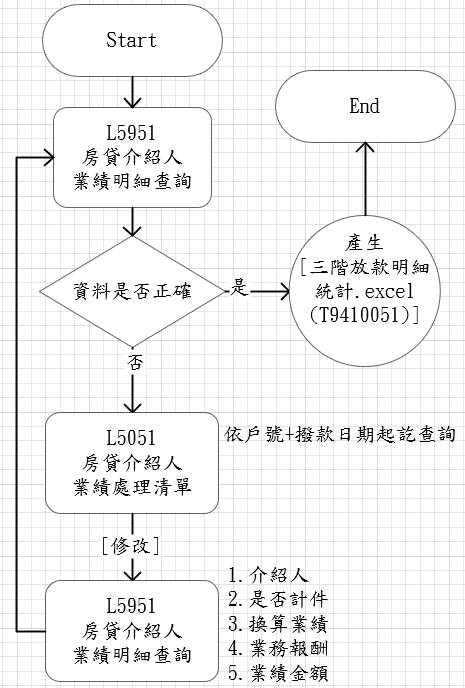 Start
L5951
房貸介紹人
業績明細查詢
End
資料是否正確
是
產生
[三階放款明細
統計.excel
(T9410051)]
否
L5051
房貸介紹人
業績處理清單
依戶號+撥款日期起訖查詢
[修改]
L5951
房貸介紹人
業績明細查詢
1.介紹人
2.是否計件
3.換算業績
4.業務報酬
5.業績金額